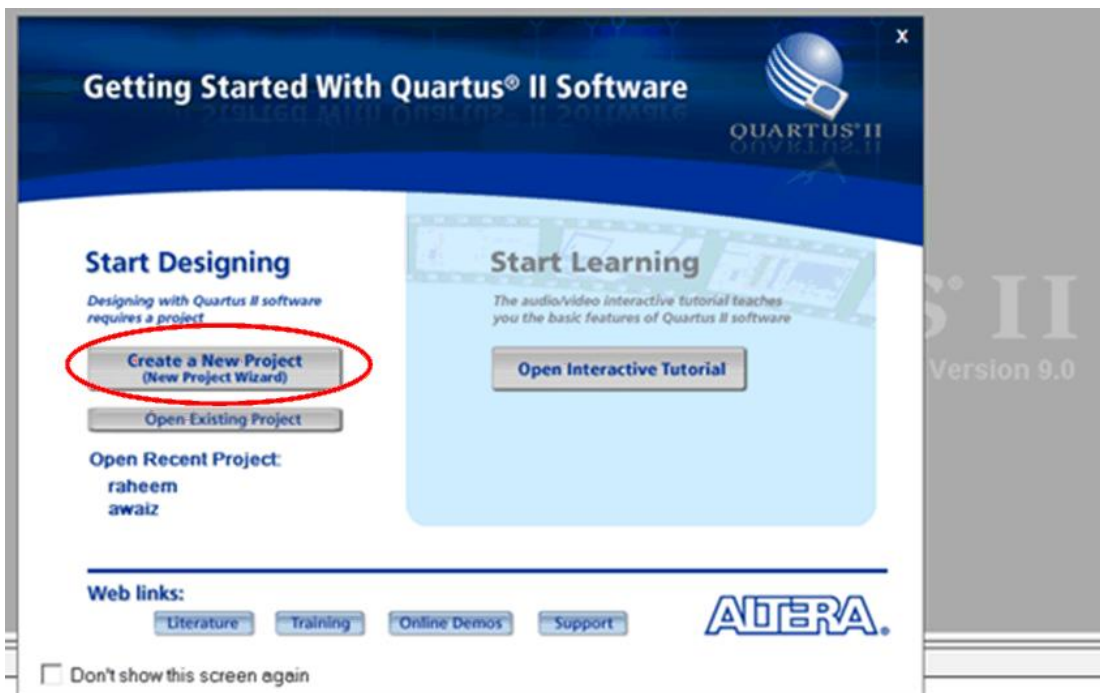 Getting Started With Quartus® II Software
X
QUARTUS®II
Start Designing
Designing with Quartus II software
requires a project
Create a New Project
(New Project Wizard)
Open Existing Project
Open Recent Project:
raheem
awaiz
Start Learning
The audio/video interactive tutorial teaches
you the basic features of Quartus II software
Open Interactive Tutorial
II
Version 9.0
Web links:
Literature
Training
Online Demos
Support
ALTERA®
Don't show this screen again